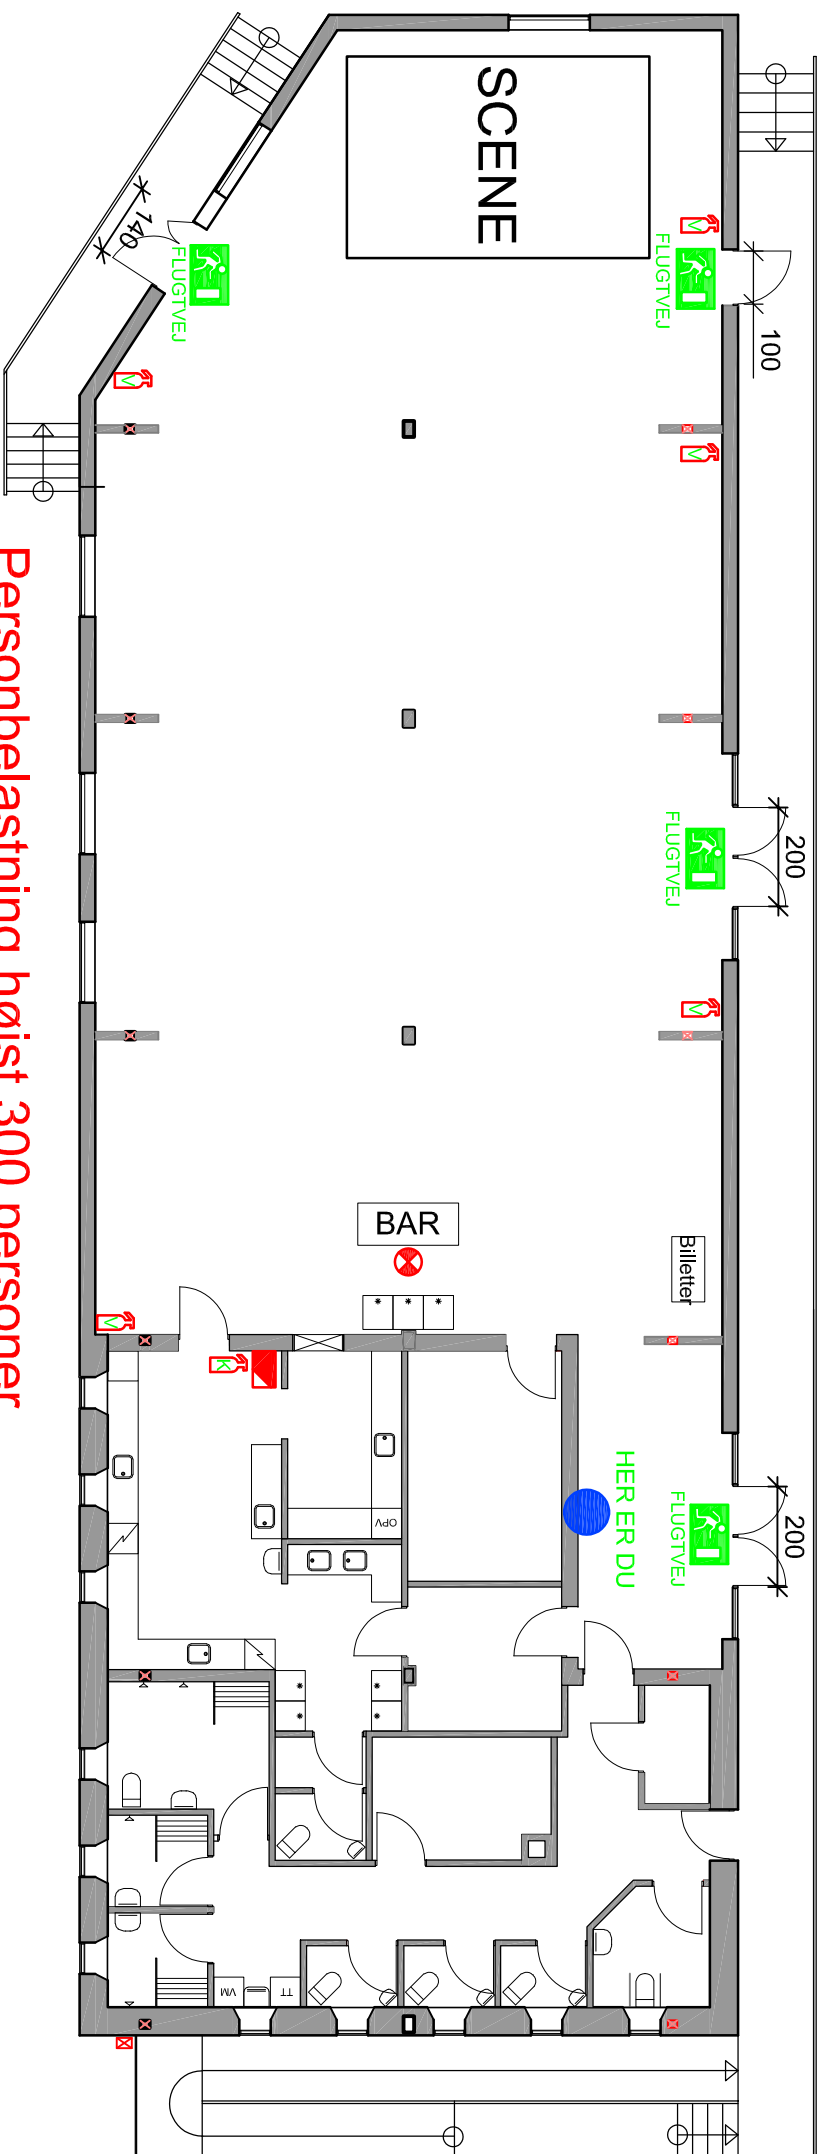 SCENE
140
FLUGTVEJ
V
FLUGTVEJ
100
V
V
200
FLUGTVEJ
V
Personbelastning højst 300 personer
BAR
Billetter
V
K
OPV
HER ER DU
FLUGTVEJ
200
VM
TT